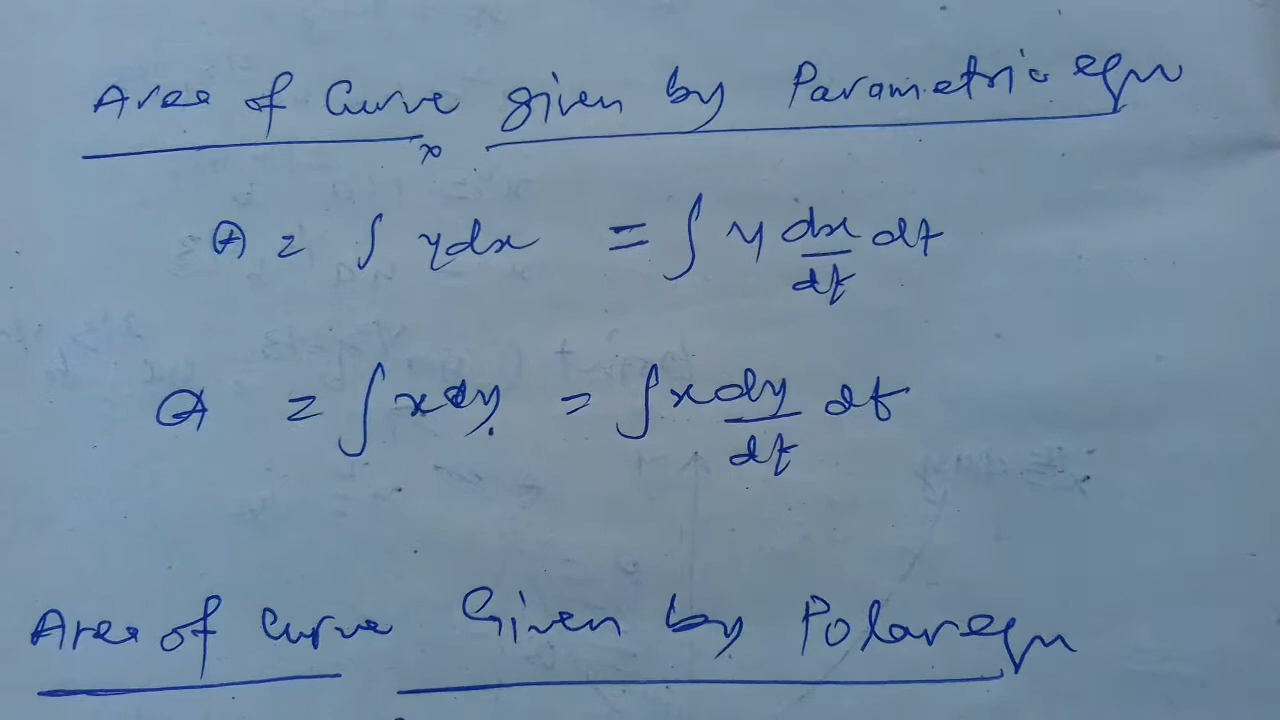 Area of Curve given by Parametric eqn
A = ∫ y dx = ∫ y dx/dt dt
A = ∫ x dy = ∫ x dy/dt dt
Area of Curve Given by Polar eqn